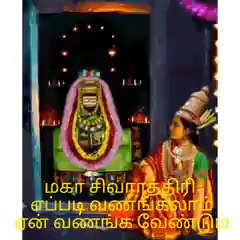 மகா சிவராத்திரி
எப்படி வணங்கலாம்
ஏன் வணங்க வேண்டும்